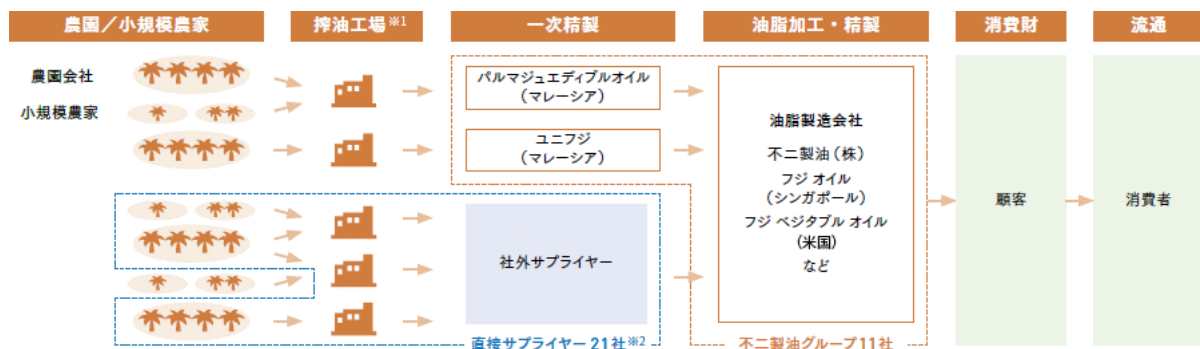 農園／小規模農家
搾油工場※1
一次精製
油脂加工・精製
消費財
流通
農園会社
小規模農家
パルマジュエディブルオイル
（マレーシア）
ユニフジ
（マレーシア）
油脂製造会社
不二製油（株）
フジ オイル
（シンガポール）
フジ ベジタブル オイル
（米国）
など
顧客
消費者
社外サプライヤー
直接サプライヤー 21社※2
不二製油グループ11社